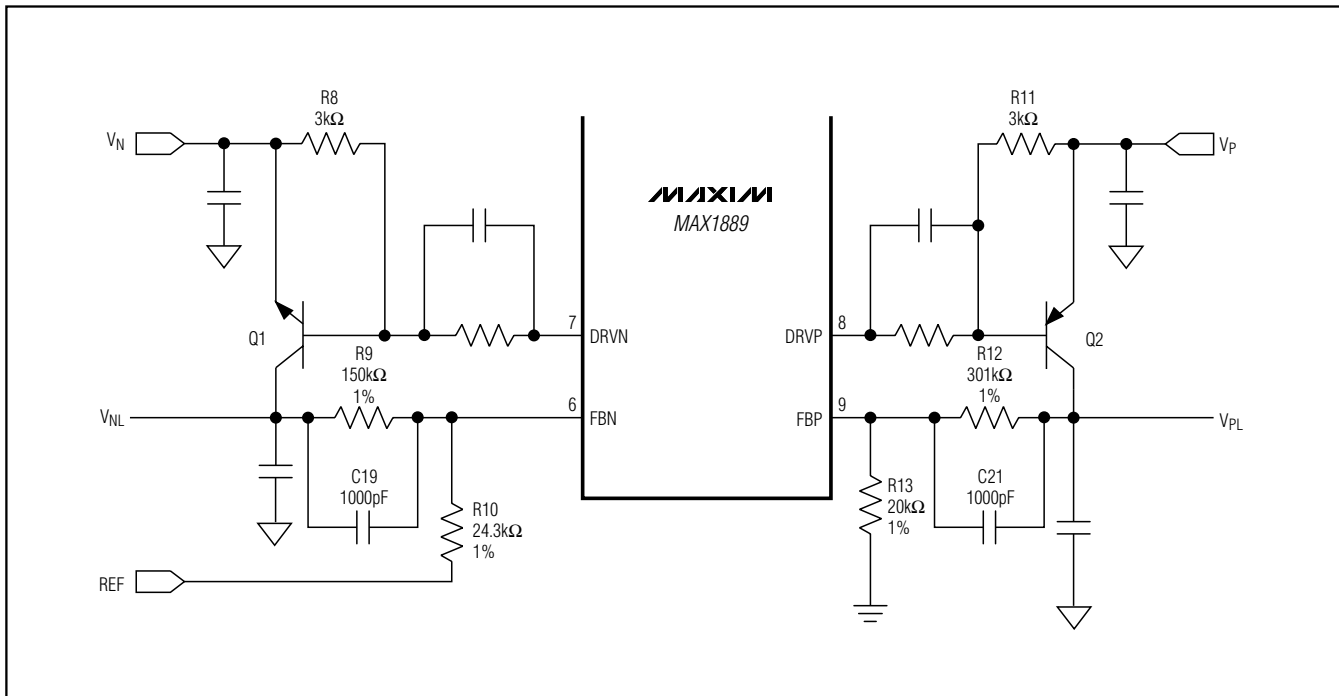 R8
3kΩ
V_N
R11
3kΩ
V_P
MAXIM
MAX1889
Q1
7
DRVN
DRVP
8
Q2
R9
150kΩ
1%
R12
301kΩ
1%
V_NL
6
FBN
FBP
9
V_PL
C19
1000pF
R10
24.3kΩ
1%
R13
20kΩ
1%
C21
1000pF
REF